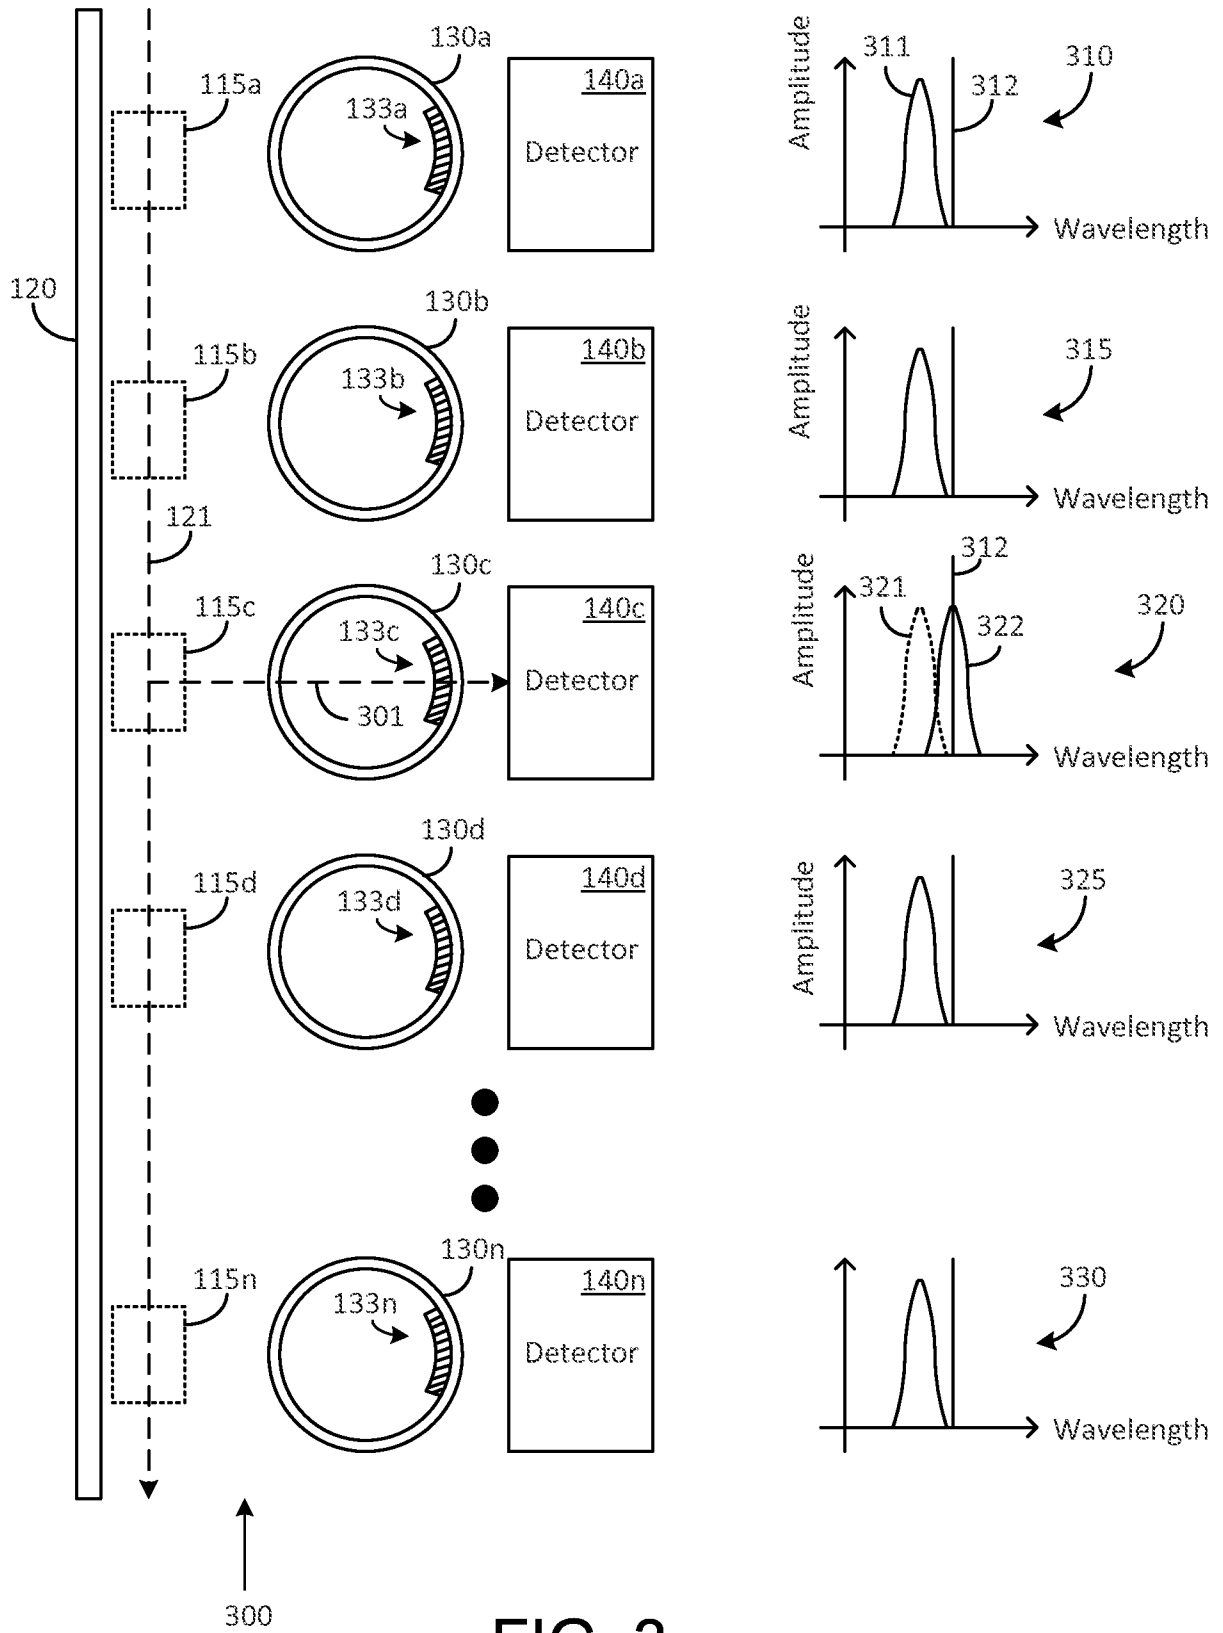 130a
115a
133a
140a
Detector
Amplitude
311
312
310
Wavelength
120
130b
115b
133b
140b
Detector
Amplitude
315
Wavelength
121
130c
115c
133c
301
140c
Detector
Amplitude
321
312
322
320
Wavelength
130d
115d
133d
140d
Detector
Amplitude
325
Wavelength
130n
115n
133n
140n
Detector
330
Wavelength
300